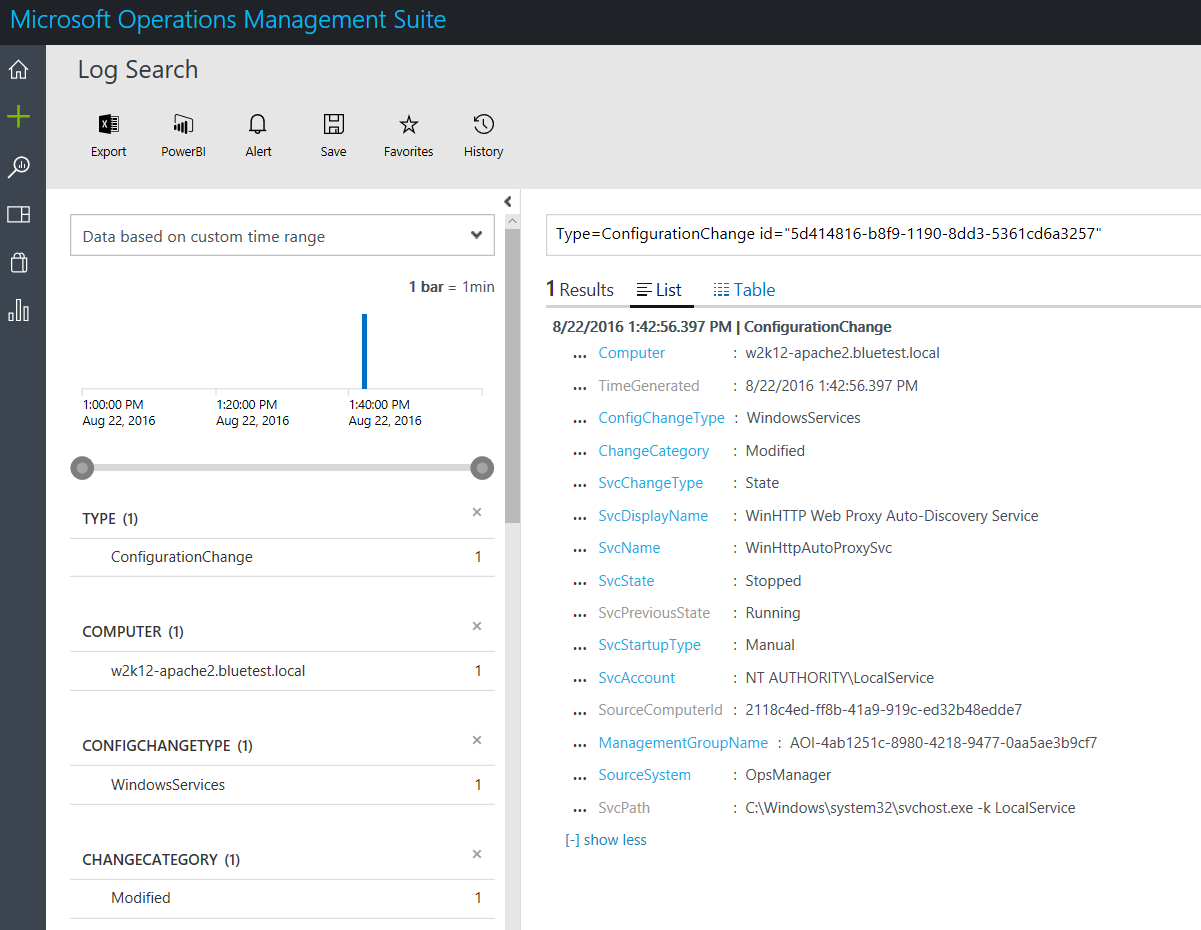 Microsoft Operations Management Suite
Log Search
Export PowerBI Alert Save Favorites History
Data based on custom time range
1 bar = 1min
1:00:00 PM 1:20:00 PM 1:40:00 PM
Aug 22, 2016 Aug 22, 2016 Aug 22, 2016
TYPE (1)
ConfigurationChange 1
COMPUTER (1)
w2k12-apache2.bluetest.local 1
CONFIGCHANGETYPE (1)
WindowsServices 1
CHANGECATEGORY (1)
Modified 1
Type=ConfigurationChange id="5d414816-b8f9-1190-8dd3-5361cd6a3257"
1 Results List Table
8/22/2016 1:42:56.397 PM | ConfigurationChange
... Computer : w2k12-apache2.bluetest.local
... TimeGenerated : 8/22/2016 1:42:56.397 PM
... ConfigChangeType : WindowsServices
... ChangeCategory : Modified
... SvcChangeType : State
... SvcDisplayName : WinHTTP Web Proxy Auto-Discovery Service
... SvcName : WinHttpAutoProxySvc
... SvcState : Stopped
... SvcPreviousState : Running
... SvcStartupType : Manual
... SvcAccount : NT AUTHORITY\LocalService
... SourceComputerId : 2118c4ed-ff8b-41a9-919c-ed32b48edde7
... ManagementGroupName : AOI-4ab1251c-8980-4218-9477-0aa5ae3b9cf7
... SourceSystem : OpsManager
... SvcPath : C:\Windows\system32\svchost.exe -k LocalService
[-] show less